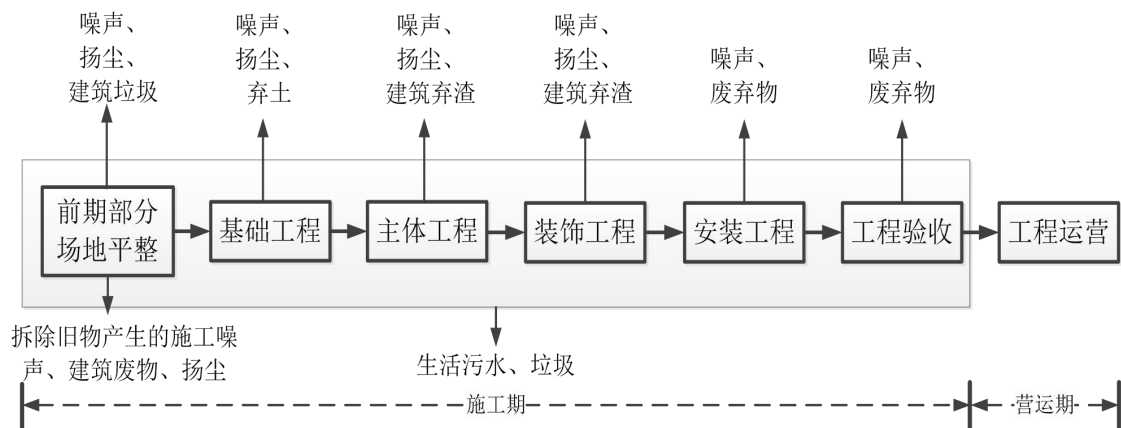 噪声、
扬尘、
建筑垃圾
噪声、
扬尘、
弃土
噪声、
扬尘、
建筑弃渣
噪声、
扬尘、
建筑弃渣
噪声、
废弃物
噪声、
废弃物
前期部分
场地平整
基础工程
主体工程
装饰工程
安装工程
工程验收
工程运营
拆除旧物产生的施工噪
声、建筑废物、扬尘
生活污水、垃圾
施工期
营运期